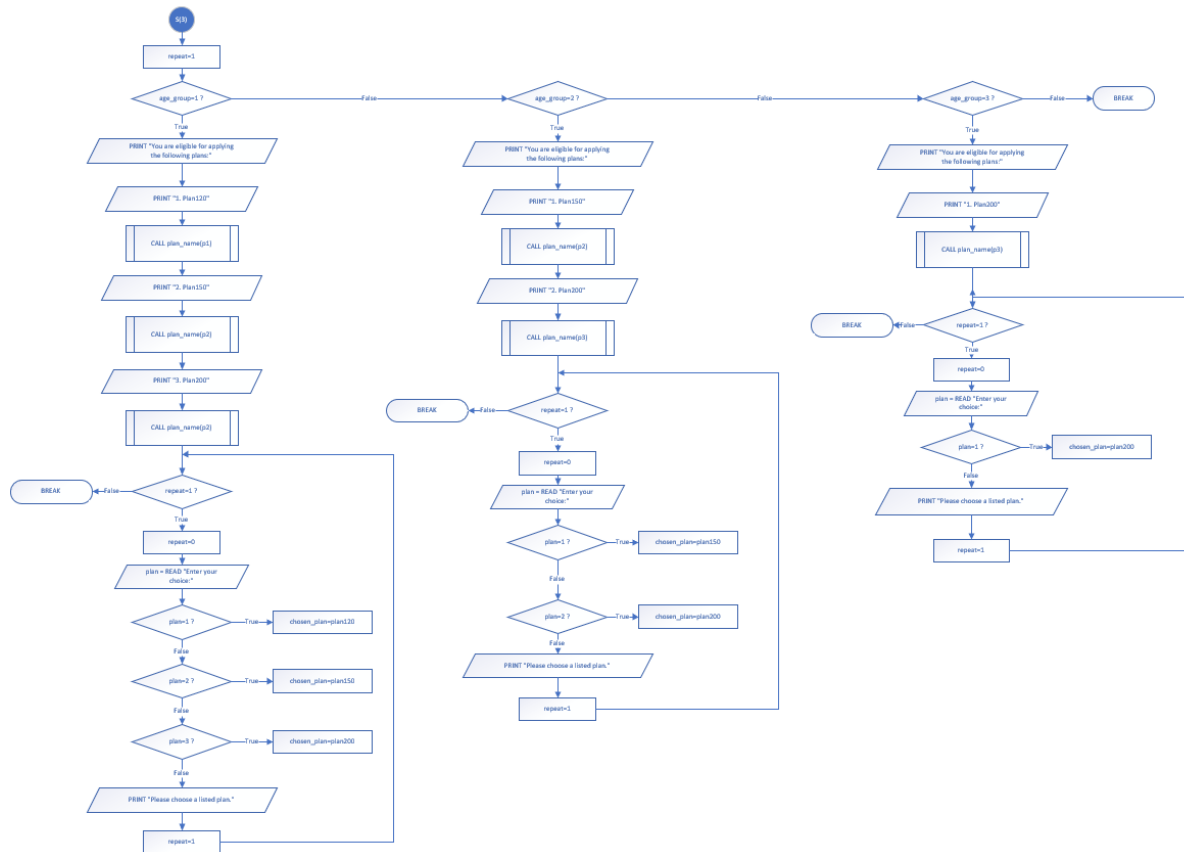 S(3)
repeat=1
age_group=1 ?
False
True
PRINT "You are eligible for applying
the following plans:"
PRINT "1. Plan120"
CALL plan_name(p1)
PRINT "2. Plan150"
CALL plan_name(p2)
PRINT "3. Plan200"
CALL plan_name(p2)
repeat=1 ?
False
BREAK
True
repeat=0
plan = READ "Enter your
choice:"
plan=1 ?
True
chosen_plan=plan120
False
plan=2 ?
True
chosen_plan=plan150
False
plan=3 ?
True
chosen_plan=plan200
False
PRINT "Please choose a listed plan."
repeat=1
age_group=2 ?
False
True
PRINT "You are eligible for applying
the following plans:"
PRINT "1. Plan150"
CALL plan_name(p2)
PRINT "2. Plan200"
CALL plan_name(p3)
repeat=1 ?
False
BREAK
True
repeat=0
plan = READ "Enter your
choice:"
plan=1 ?
True
chosen_plan=plan150
False
plan=2 ?
True
chosen_plan=plan200
False
PRINT "Please choose a listed plan."
repeat=1
age_group=3 ?
False
BREAK
True
PRINT "You are eligible for applying
the following plans:"
PRINT "1. Plan200"
CALL plan_name(p3)
repeat=1 ?
False
BREAK
True
repeat=0
plan = READ "Enter your
choice:"
plan=1 ?
True
chosen_plan=plan200
False
PRINT "Please choose a listed plan."
repeat=1